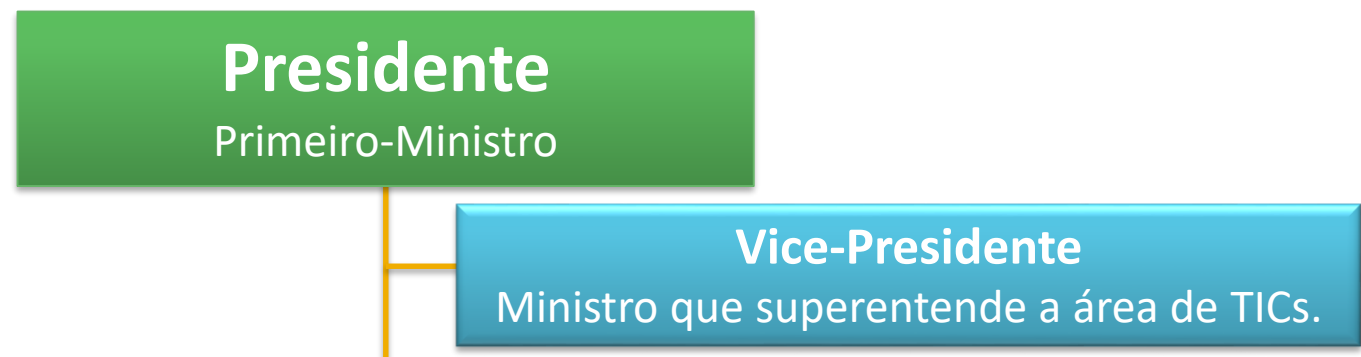 Presidente
Primeiro-Ministro
Vice-Presidente
Ministro que superentende a área de TICs.